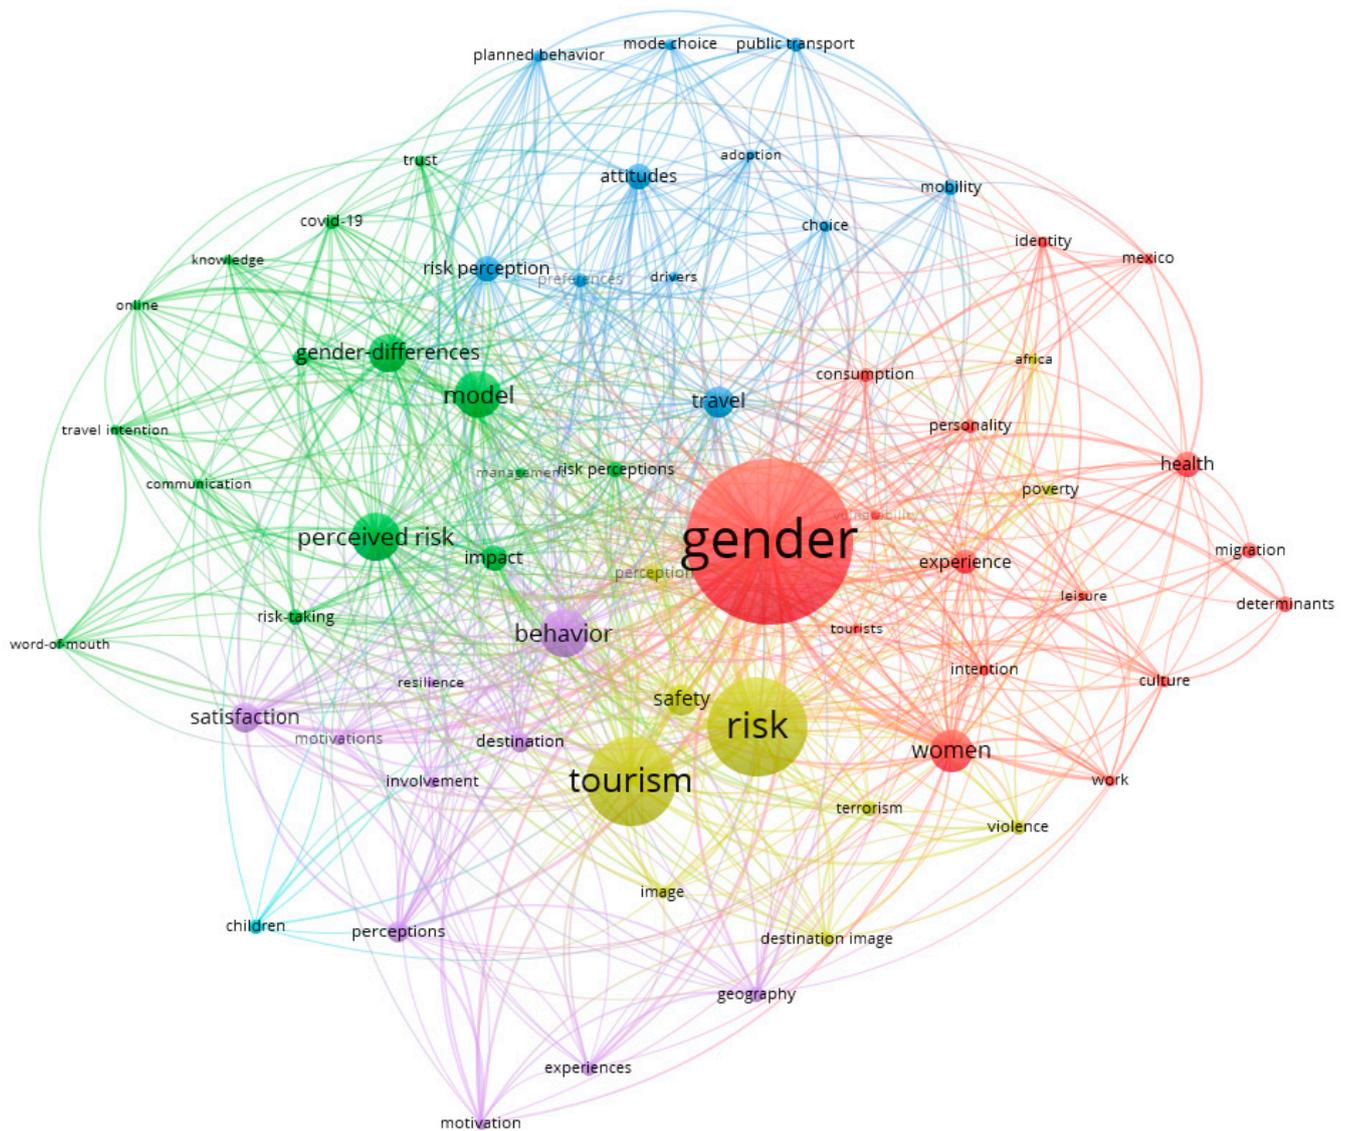 mode choice
public transport
planned behavior
adoption
trust
attitudes
mobility
covid-19
choice
identity
mexico
knowledge
risk perception
preferences
drivers
online
gender-differences
africa
consumption
model
travel
personality
travel intention
health
management
risk perceptions
communication
poverty
vulnerability
perceived risk
gender
impact
migration
experience
perception
leisure
determinants
risk-taking
tourists
behavior
word-of-mouth
intention
resilience
culture
safety
satisfaction
risk
motivations
destination
women
involvement
tourism
work
terrorism
violence
image
children
perceptions
destination image
geography
experiences
motivation